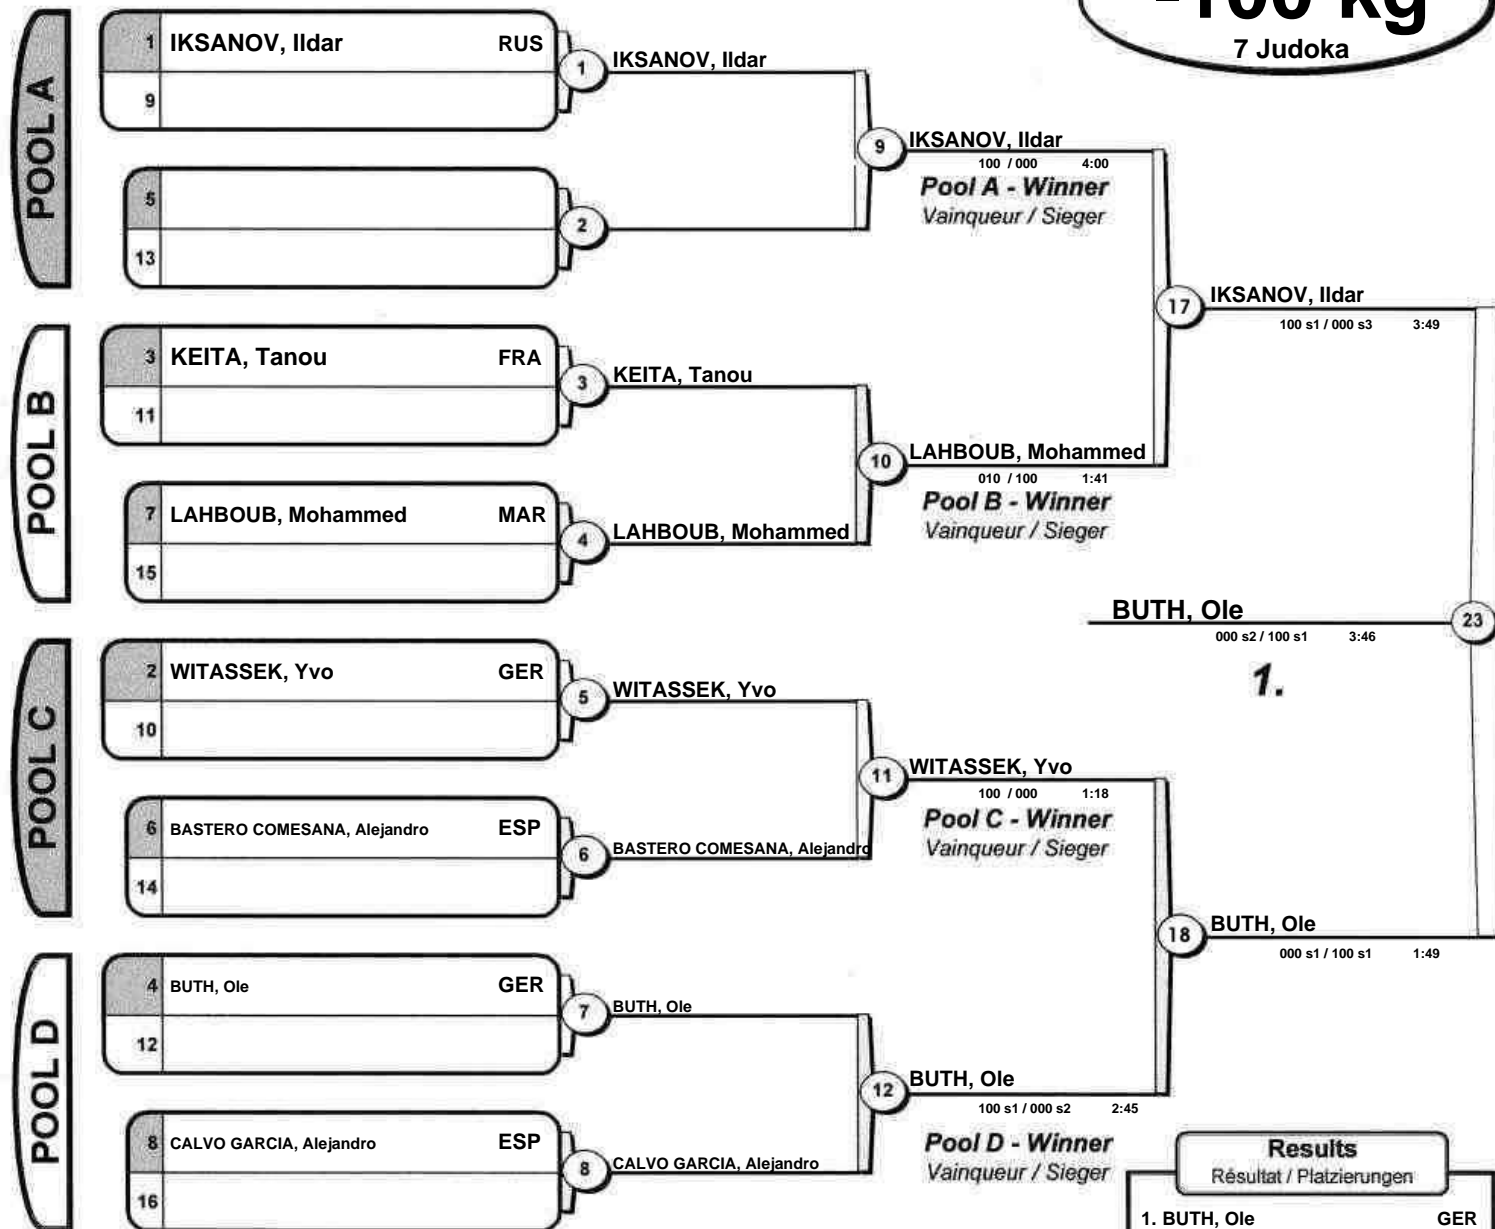 -100 kg
7 Judoka
POOL A
1 IKSANOV, Ildar RUS
9
5
13
1 IKSANOV, Ildar
2
9 IKSANOV, Ildar
100 / 000 4:00
Pool A - Winner
Vainqueur / Sieger
17 IKSANOV, Ildar
100 s1 / 000 s3 3:49
POOL B
3 KEITA, Tanou FRA
11
7 LAHBOUB, Mohammed MAR
15
3 KEITA, Tanou
4 LAHBOUB, Mohammed
10 LAHBOUB, Mohammed
010 / 100 1:41
Pool B - Winner
Vainqueur / Sieger
BUTH, Ole 23
000 s2 / 100 s1 3:46
1.
POOL C
2 WITASSEK, Yvo GER
10
6 BASTERO COMESANA, Alejandro ESP
14
5 WITASSEK, Yvo
6 BASTERO COMESANA, Alejandro
11 WITASSEK, Yvo
100 / 000 1:18
Pool C - Winner
Vainqueur / Sieger
18 BUTH, Ole
000 s1 / 100 s1 1:49
POOL D
4 BUTH, Ole GER
12
8 CALVO GARCIA, Alejandro ESP
16
7 BUTH, Ole
8 CALVO GARCIA, Alejandro
12 BUTH, Ole
100 s1 / 000 s2 2:45
Pool D - Winner
Vainqueur / Sieger
Results
Résultat / Platzierungen
1. BUTH, Ole GER